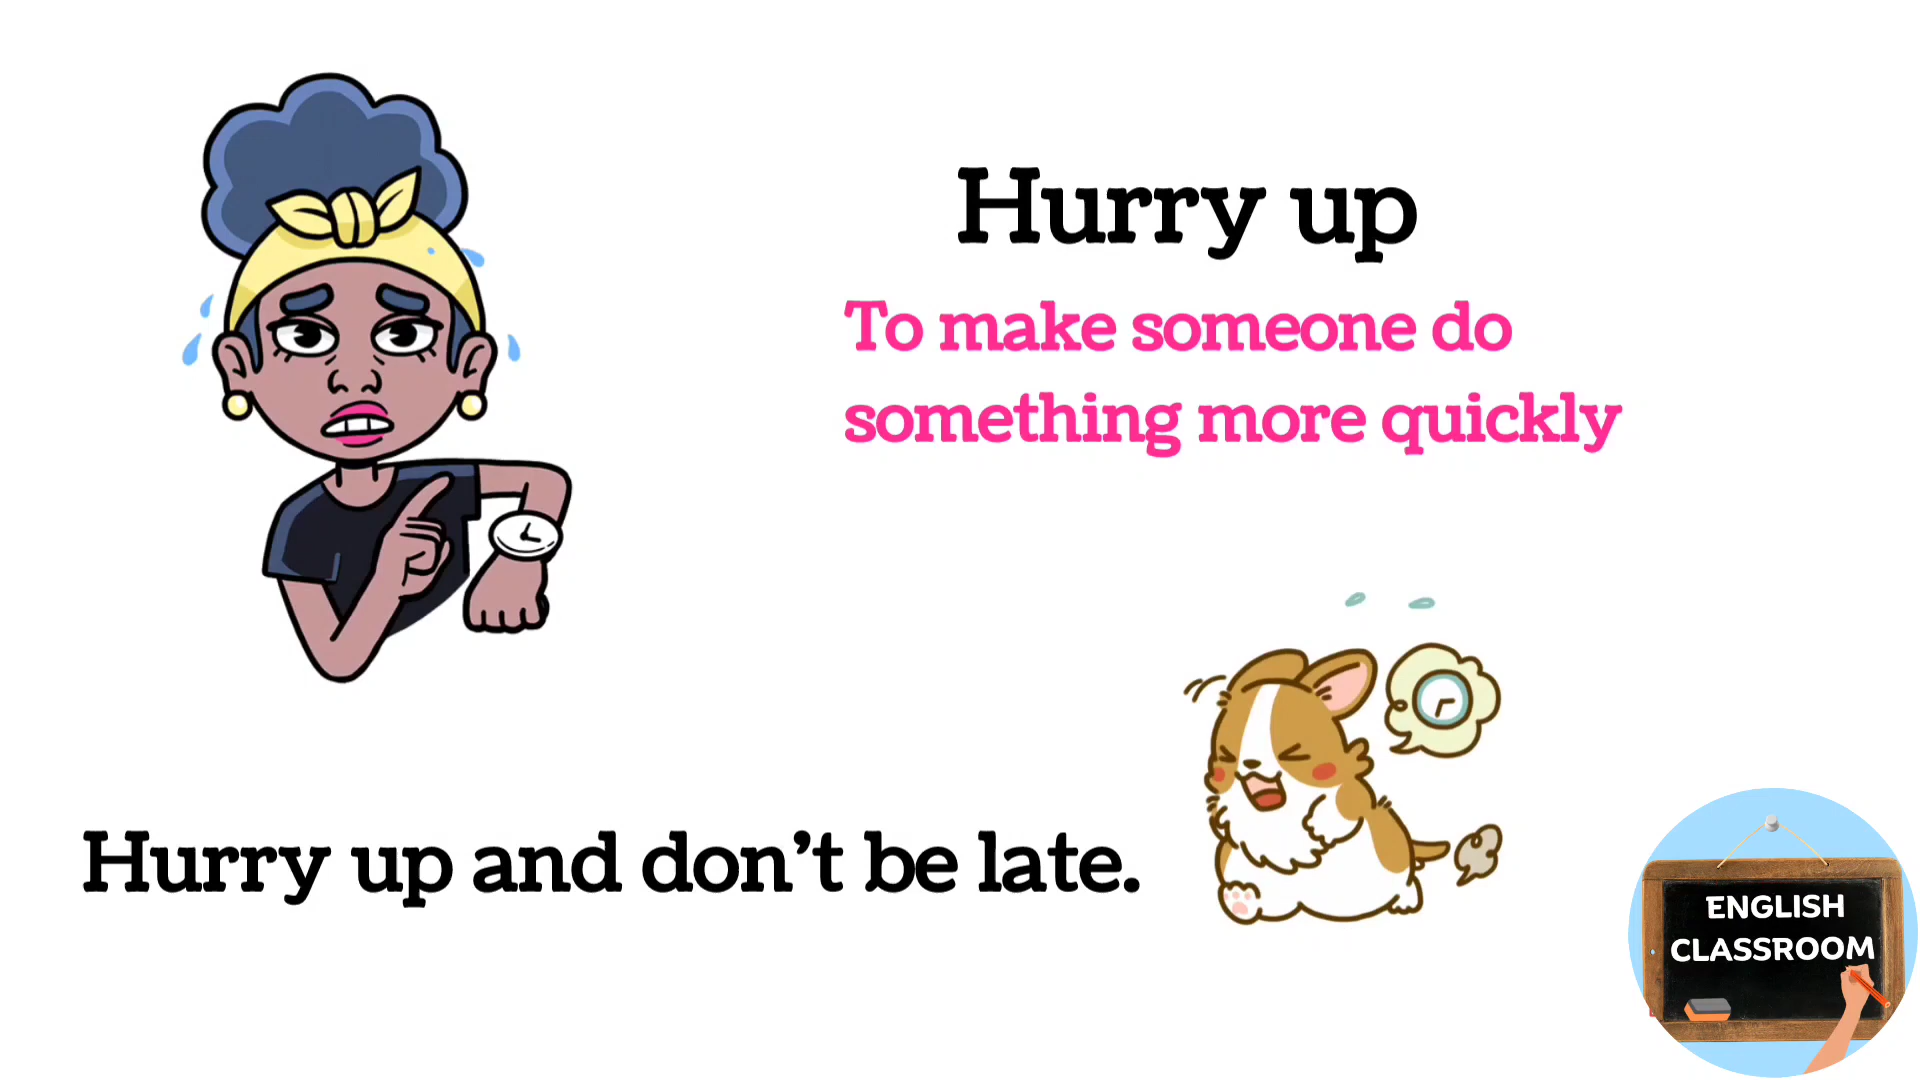 Hurry up
To make someone do
something more quickly
Hurry up and don’t be late.
ENGLISH
CLASSROOM